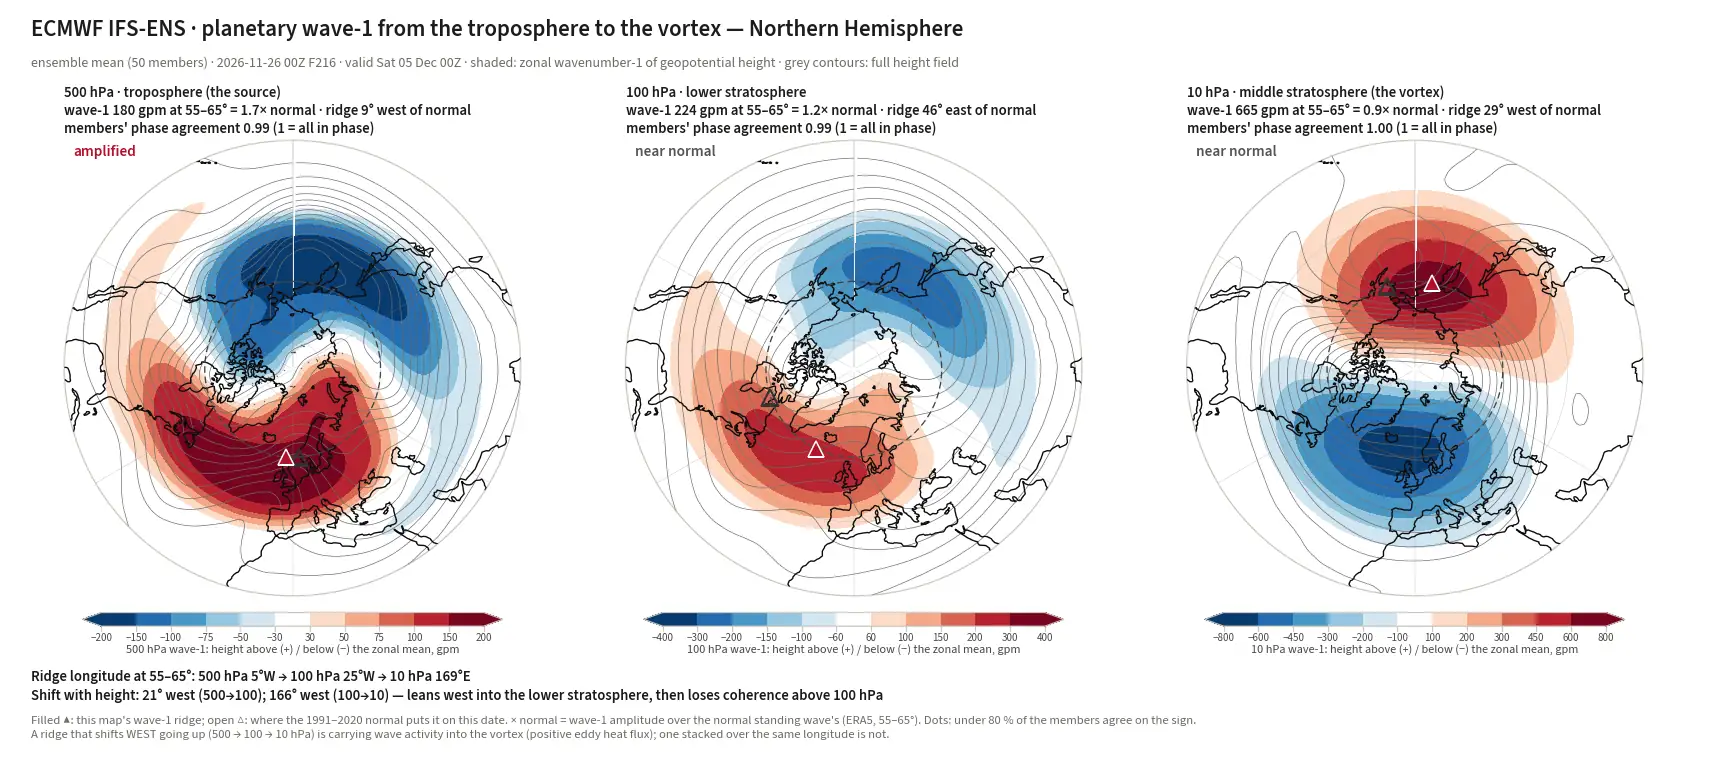 ECMWF IFS-ENS · planetary wave-1 from the troposphere to the vortex — Northern Hemisphere
ensemble mean (50 members) · 2026-11-26 00Z F216 · valid Sat 05 Dec 00Z · shaded: zonal wavenumber-1 of geopotential height · grey contours: full height field
500 hPa · troposphere (the source)
wave-1 180 gpm at 55–65° = 1.7× normal · ridge 9° west of normal
members' phase agreement 0.99 (1 = all in phase)
amplified
100 hPa · lower stratosphere
wave-1 224 gpm at 55–65° = 1.2× normal · ridge 46° east of normal
members' phase agreement 0.99 (1 = all in phase)
near normal
10 hPa · middle stratosphere (the vortex)
wave-1 665 gpm at 55–65° = 0.9× normal · ridge 29° west of normal
members' phase agreement 1.00 (1 = all in phase)
near normal
−200 −150 −100 −75 −50 −30 30 50 75 100 150 200
500 hPa wave-1: height above (+) / below (−) the zonal mean, gpm
−400 −300 −200 −150 −100 −60 60 100 150 200 300 400
100 hPa wave-1: height above (+) / below (−) the zonal mean, gpm
−800 −600 −450 −300 −200 −100 100 200 300 450 600 800
10 hPa wave-1: height above (+) / below (−) the zonal mean, gpm
Ridge longitude at 55–65°: 500 hPa 5°W → 100 hPa 25°W → 10 hPa 169°E
Shift with height: 21° west (500→100); 166° west (100→10) — leans west into the lower stratosphere, then loses coherence above 100 hPa
Filled ▲: this map's wave-1 ridge; open △: where the 1991–2020 normal puts it on this date. × normal = wave-1 amplitude over the normal standing wave's (ERA5, 55–65°). Dots: under 80 % of the members agree on the sign.
A ridge that shifts WEST going up (500 → 100 → 10 hPa) is carrying wave activity into the vortex (positive eddy heat flux); one stacked over the same longitude is not.